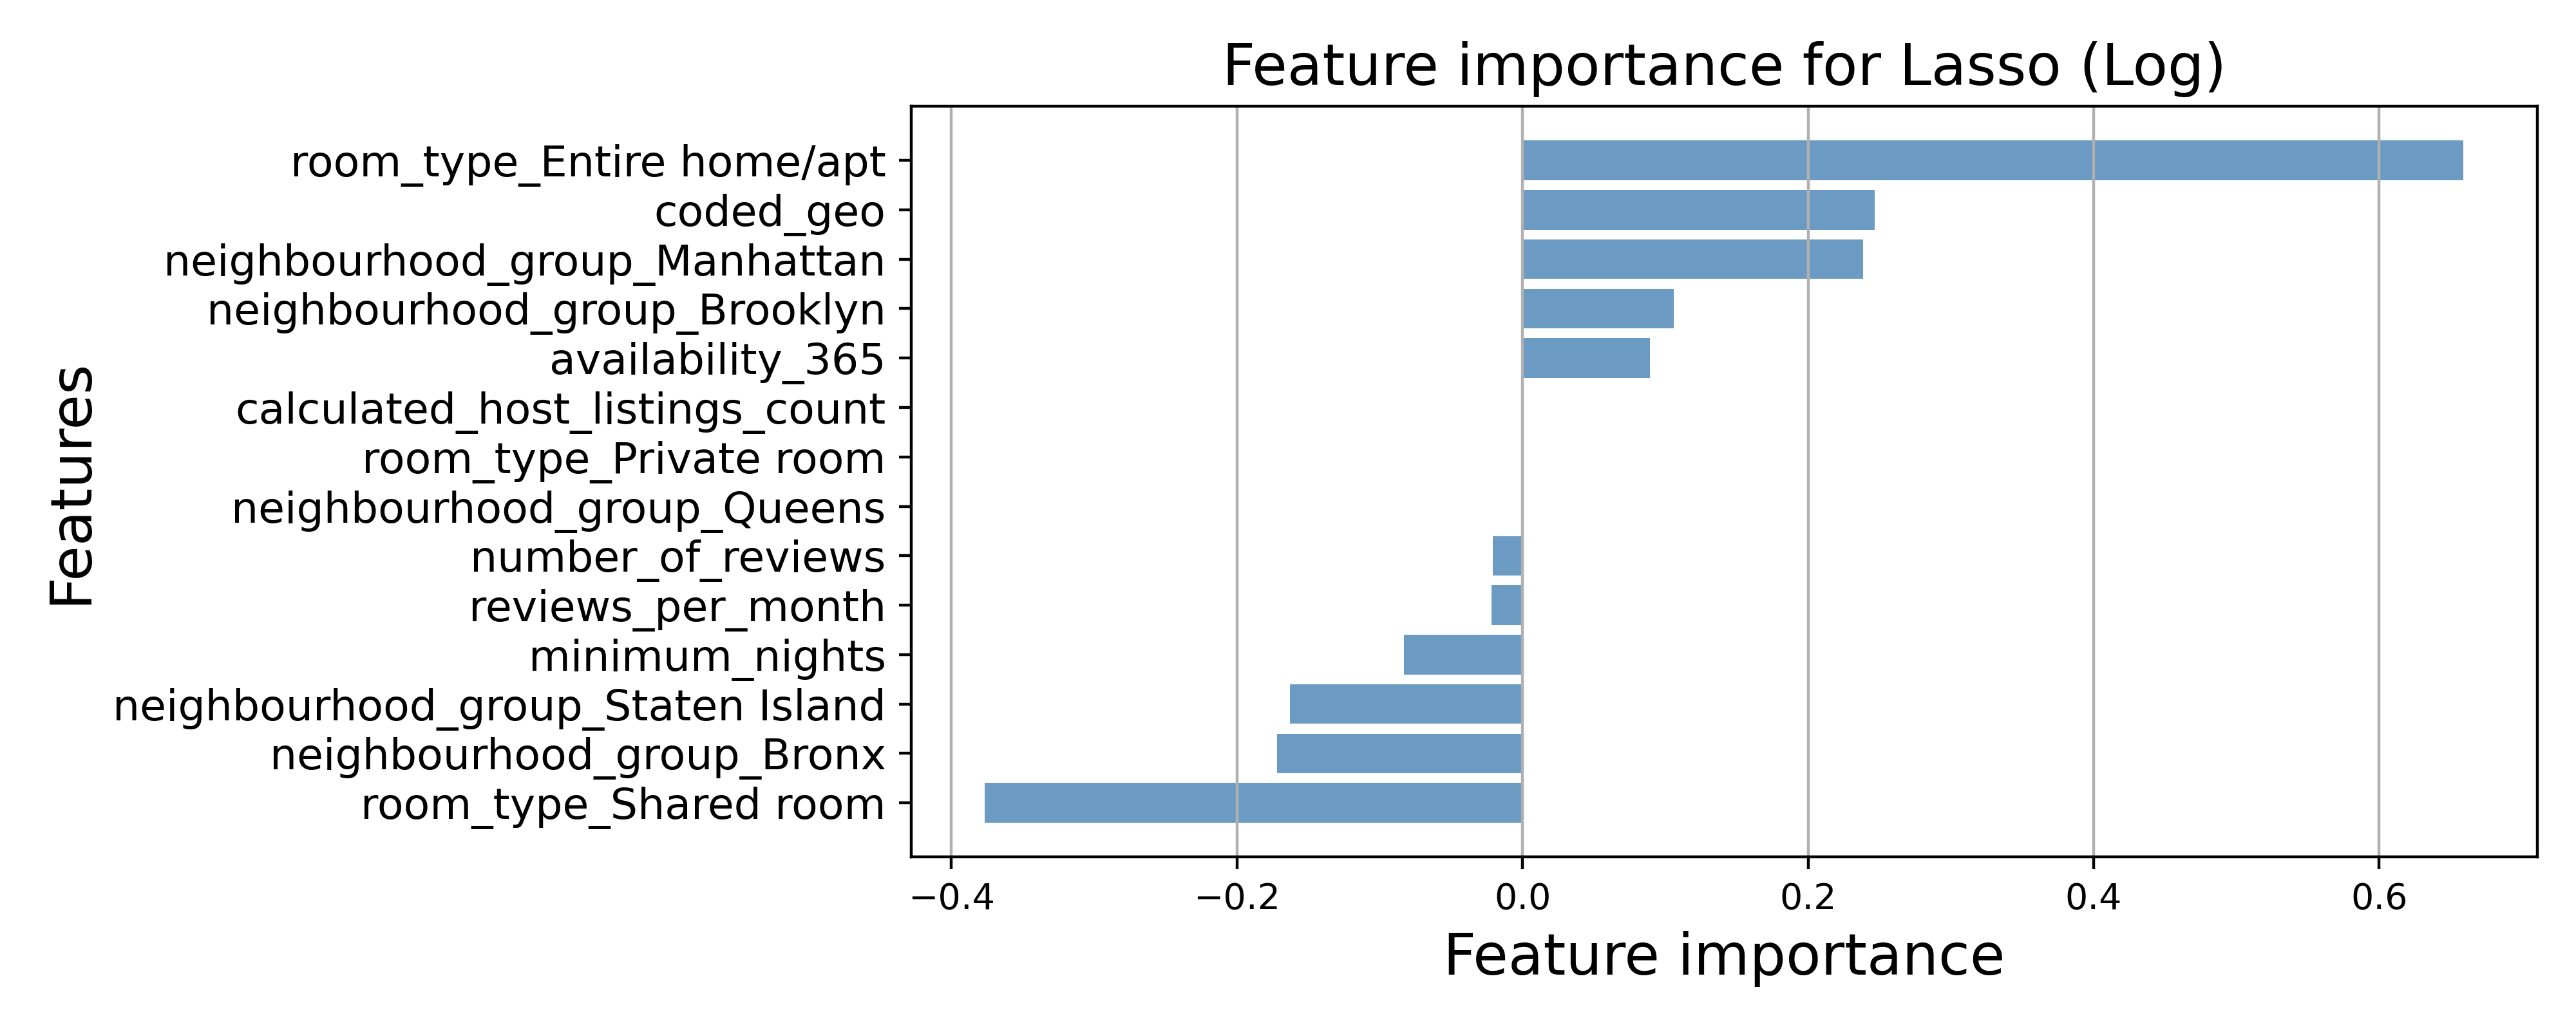 Feature importance for Lasso (Log)
room_type_Entire home/apt
coded_geo
neighbourhood_group_Manhattan
neighbourhood_group_Brooklyn
availability_365
calculated_host_listings_count
room_type_Private room
neighbourhood_group_Queens
number_of_reviews
reviews_per_month
minimum_nights
neighbourhood_group_Staten Island
neighbourhood_group_Bronx
room_type_Shared room
Features
−0.4 −0.2 0.0 0.2 0.4 0.6
Feature importance